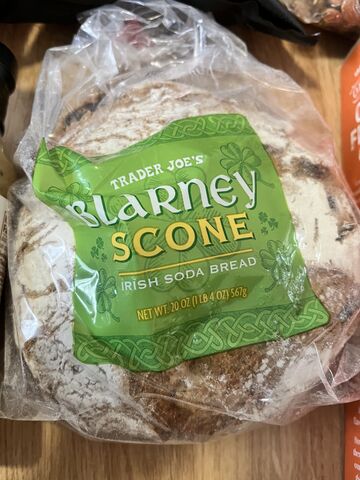 TRADER JOE'S
BLARNEY
SCONE
IRISH SODA BREAD
NET WT. 20 OZ (1 LB 4 OZ) 567g